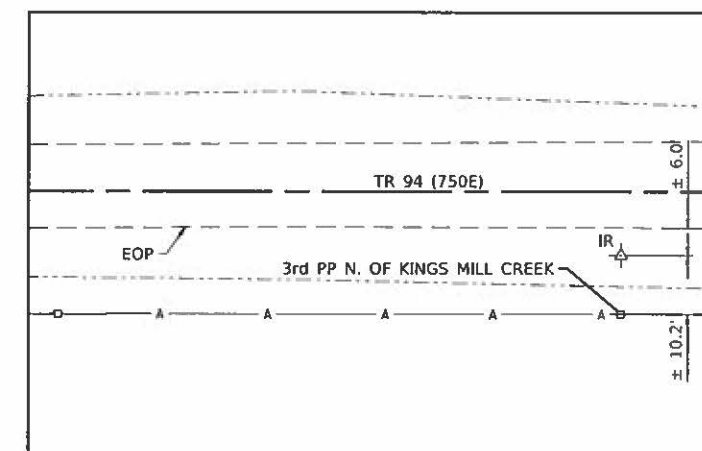 TR 94 (750E)
± 6.0'
EOP
IR
3rd PP N. OF KINGS MILL CREEK
A A A A A
± 10.2'